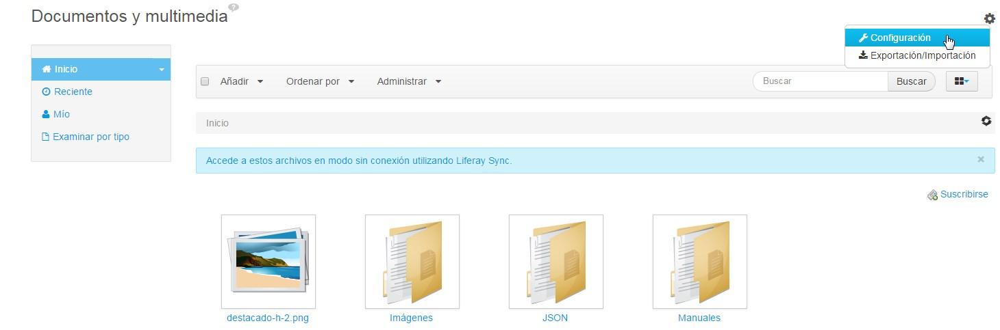 Documentos y multimedia
?
Configuración
Exportación/Importación
Inicio
Reciente
Mío
Examinar por tipo
Añadir Ordenar por Administrar Buscar Buscar
Inicio
Accede a estos archivos en modo sin conexión utilizando Liferay Sync. ×
Suscribirse
destacado-h-2.png Imágenes JSON Manuales